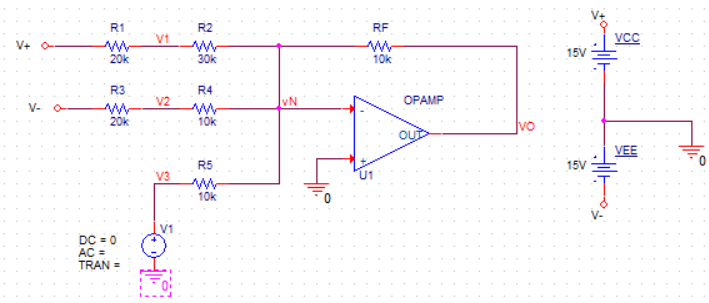 R1 R2 RF V+
V+ V1 VCC
20k 30k 10k 15V
R3 R4 OPAMP
V- V2 vN -
20k 10k OUT VO
+
R5 U1 VEE 0
V3 0 15V
10k
V1 V-
DC = 0
AC =
TRAN =
0